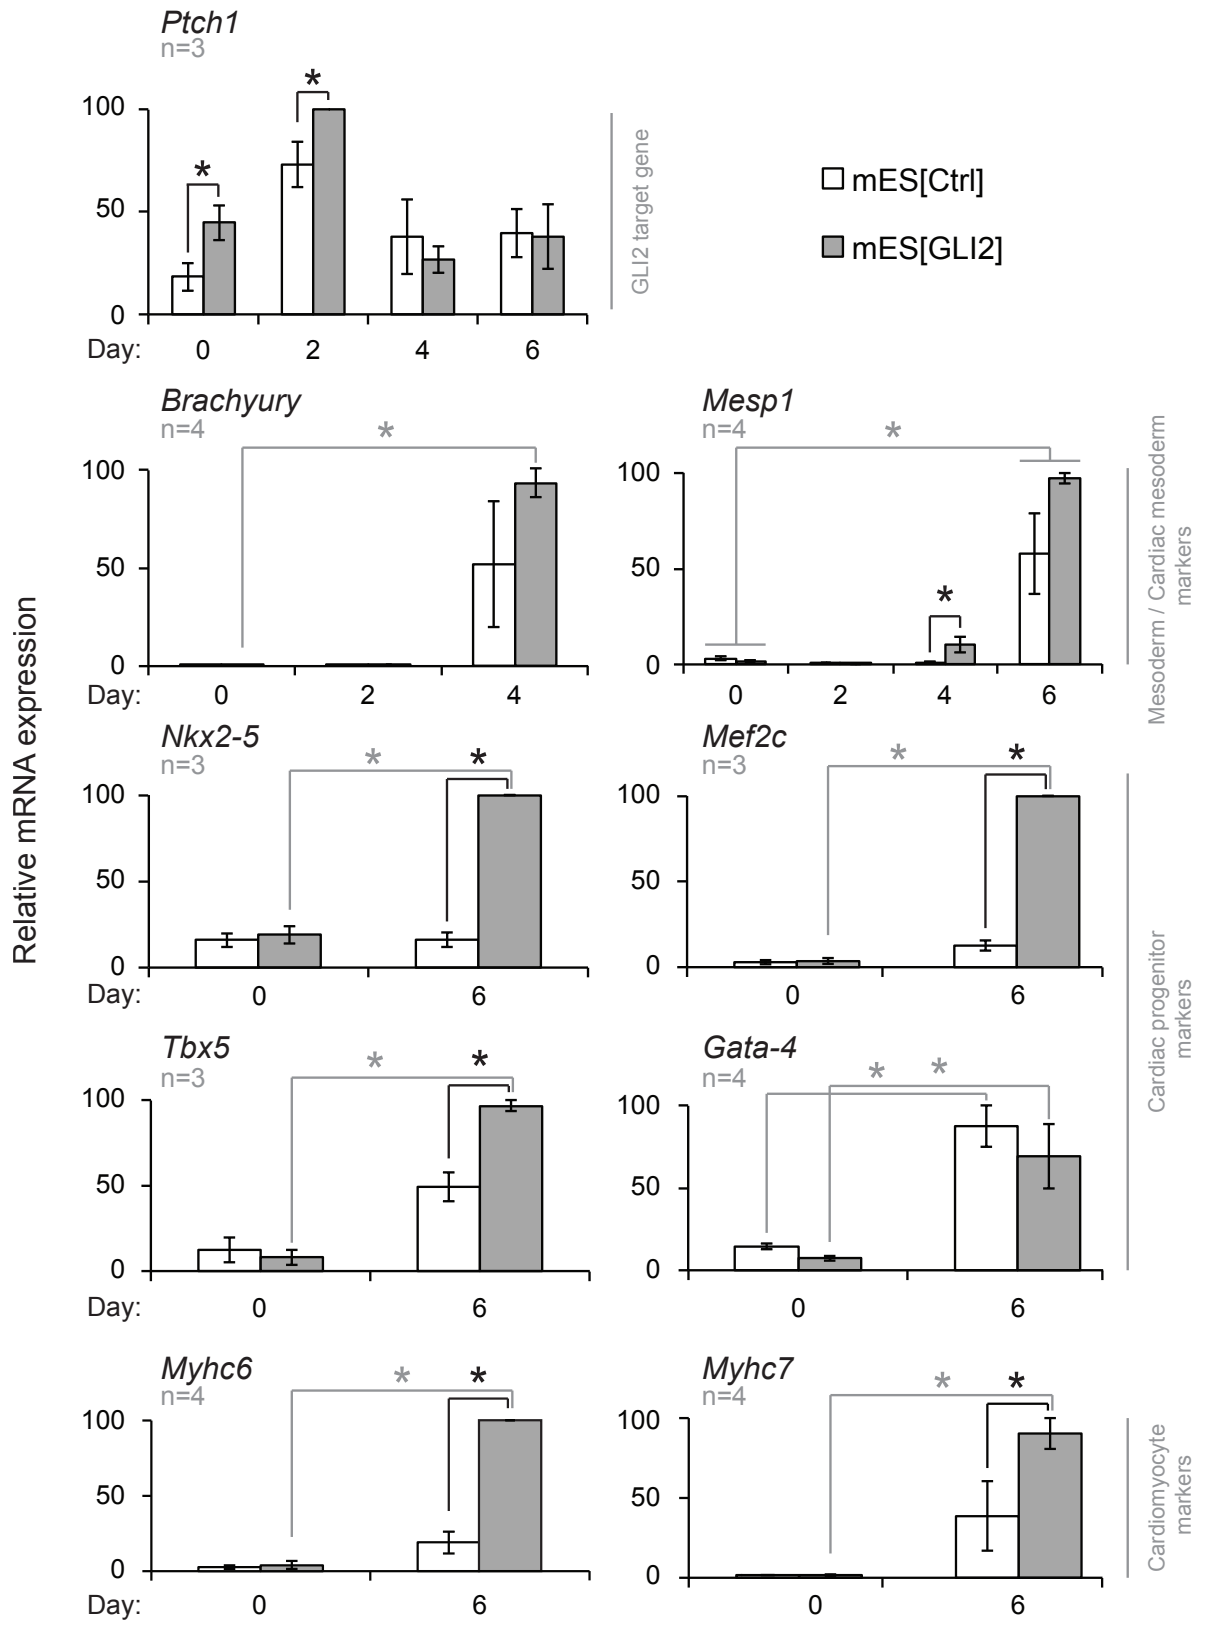 Ptch1
n=3
*
*
100
50
0
Day: 0 2 4 6
GLI2 target gene
mES[Ctrl]
mES[GLI2]
Relative mRNA expression
Brachyury
n=4
*
100
50
0
Day: 0 2 4
Mesp1
n=4
*
*
100
50
0
0 2 4 6
Mesoderm / Cardiac mesoderm
markers
Nkx2-5
n=3
* *
100
50
0
Day: 0 6
Mef2c
n=3
* *
100
50
0
0 6
Tbx5
n=3
* *
100
50
0
Day: 0 6
Gata-4
n=4
* *
100
50
0
0 6
Cardiac progenitor
markers
Myhc6
n=4
* *
100
50
0
Day: 0 6
Myhc7
n=4
* *
100
50
0
0 6
Cardiomyocyte
markers